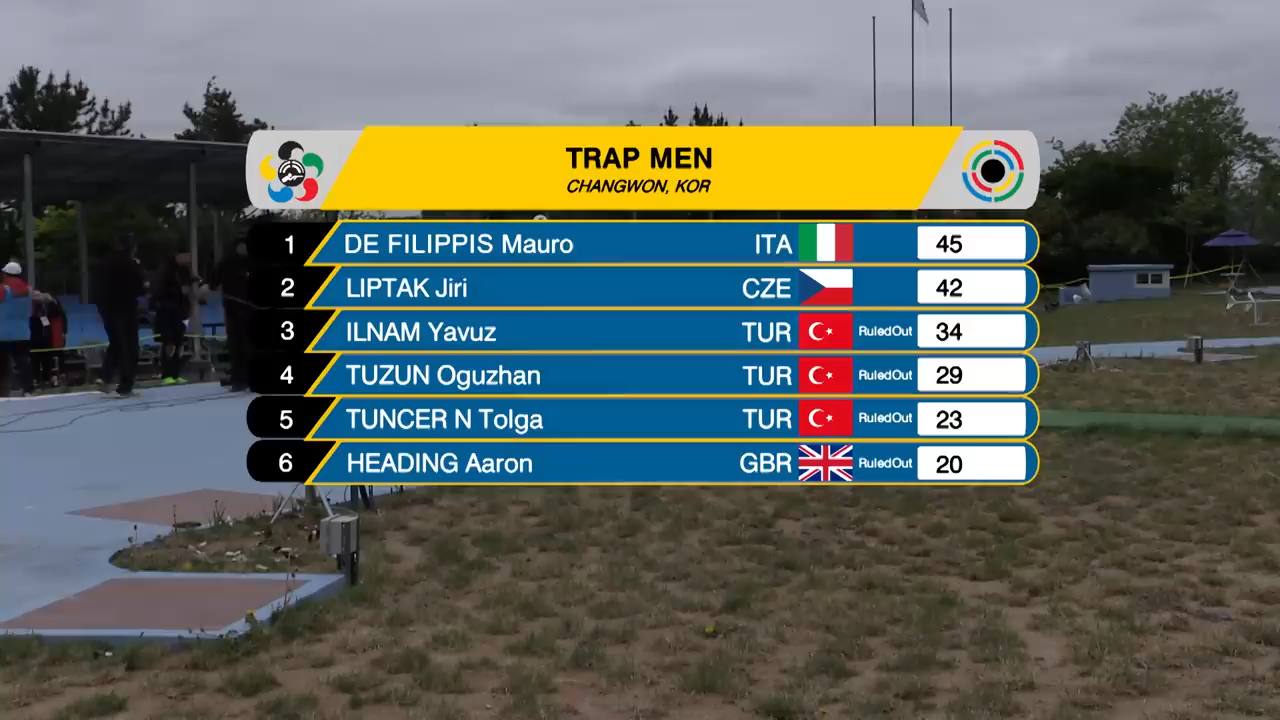 TRAP MEN
CHANGWON, KOR
1 DE FILIPPIS Mauro ITA 45
2 LIPTAK Jiri CZE 42
3 ILNAM Yavuz TUR RuledOut 34
4 TUZUN Oguzhan TUR RuledOut 29
5 TUNCER N Tolga TUR RuledOut 23
6 HEADING Aaron GBR RuledOut 20